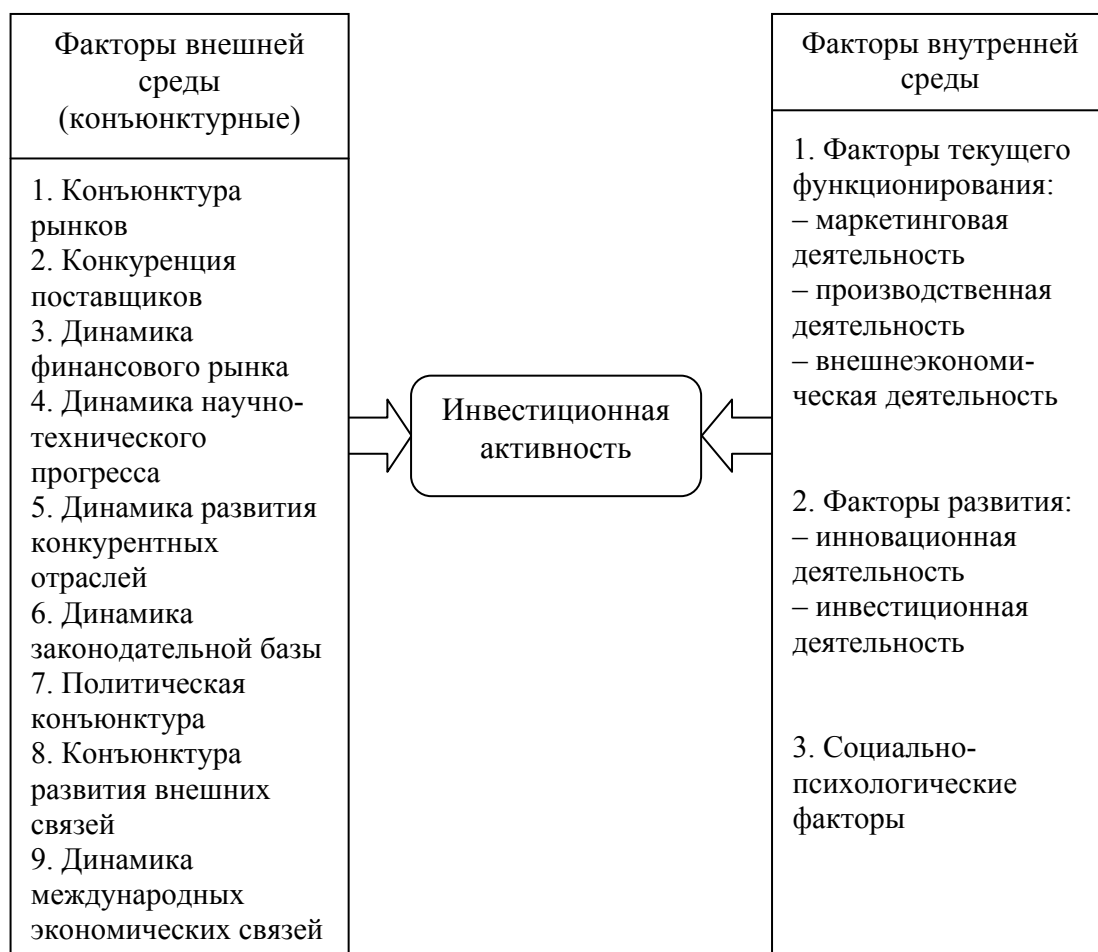 Факторы внешней
среды
(конъюнктурные)
1. Конъюнктура
рынков
2. Конкуренция
поставщиков
3. Динамика
финансового рынка
4. Динамика научно-
технического
прогресса
5. Динамика развития
конкурентных
отраслей
6. Динамика
законодательной базы
7. Политическая
конъюнктура
8. Конъюнктура
развития внешних
связей
9. Динамика
международных
экономических связей
Инвестиционная
активность
Факторы внутренней
среды
1. Факторы текущего
функционирования:
– маркетинговая
деятельность
– производственная
деятельность
– внешнеэкономи-
ческая деятельность
2. Факторы развития:
– инновационная
деятельность
– инвестиционная
деятельность
3. Социально-
психологические
факторы